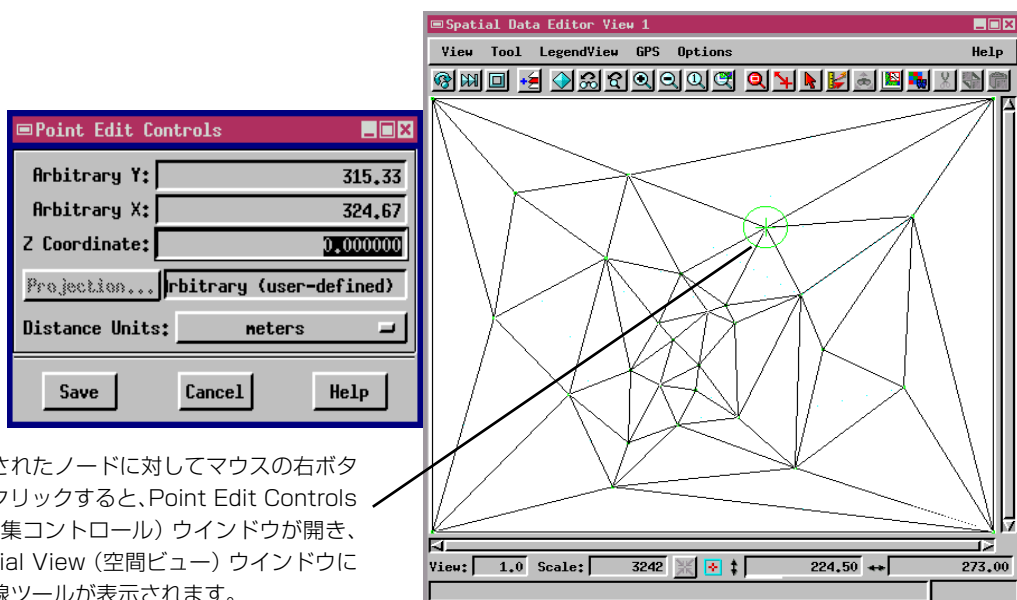 Spatial Data Editor View 1
View Tool LegendView GPS Options Help
Point Edit Controls
Arbitrary Y: 315.33
Arbitrary X: 324.67
Z Coordinate: 0.000000
Projection... rbitrary (user-defined)
Distance Units: meters
Save Cancel Help
されたノードに対してマウスの右ボタ
クリックすると、Point Edit Controls
集コントロール）ウインドウが開き、
ial View（空間ビュー）ウインドウに
線ツールが表示されます。
View: 1.0 Scale: 3242 224.50 273.00